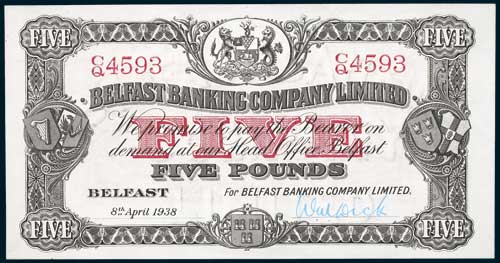 FIVE FIVE
C/Q 4593 C/Q 4593
BELFAST BANKING COMPANY LIMITED
We promise to pay the Bearer on
demand at our Head Office, Belfast
FIVE
FIVE POUNDS
BELFAST For BELFAST BANKING COMPANY LIMITED.
8th April 1938
FIVE FIVE